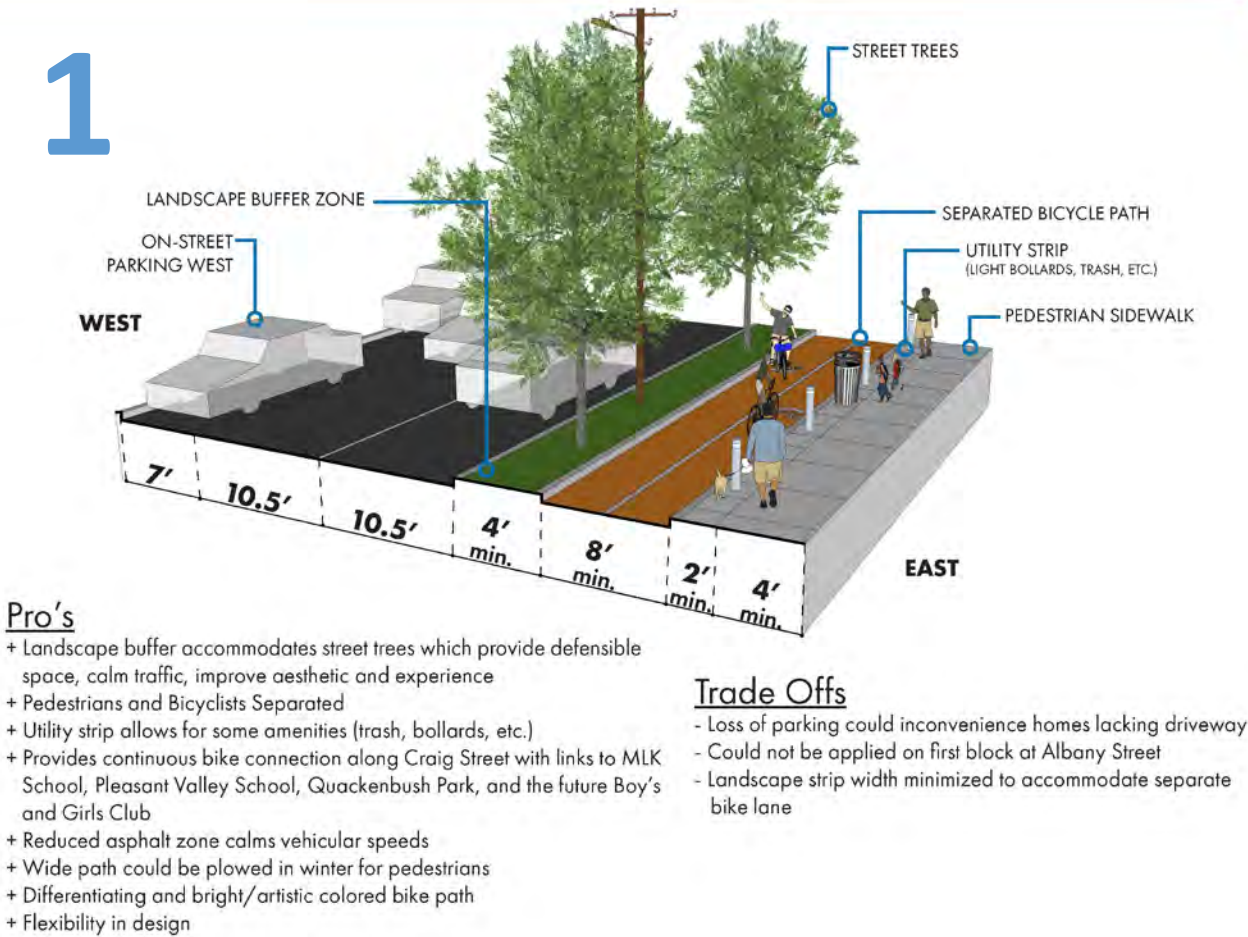 1
STREET TREES
LANDSCAPE BUFFER ZONE
SEPARATED BICYCLE PATH
ON-STREET
PARKING WEST
UTILITY STRIP
(LIGHT BOLLARDS, TRASH, ETC.)
WEST
PEDESTRIAN SIDEWALK
7'
10.5'
10.5'
4'
min.
8'
min.
2'
min.
4'
min.
EAST
Pro's
+ Landscape buffer accommodates street trees which provide defensible
space, calm traffic, improve aesthetic and experience
+ Pedestrians and Bicyclists Separated
+ Utility strip allows for some amenities (trash, bollards, etc.)
+ Provides continuous bike connection along Craig Street with links to MLK
School, Pleasant Valley School, Quackenbush Park, and the future Boy's
and Girls Club
+ Reduced asphalt zone calms vehicular speeds
+ Wide path could be plowed in winter for pedestrians
+ Differentiating and bright/artistic colored bike path
+ Flexibility in design
Trade Offs
- Loss of parking could inconvenience homes lacking driveway
- Could not be applied on first block at Albany Street
- Landscape strip width minimized to accommodate separate
bike lane